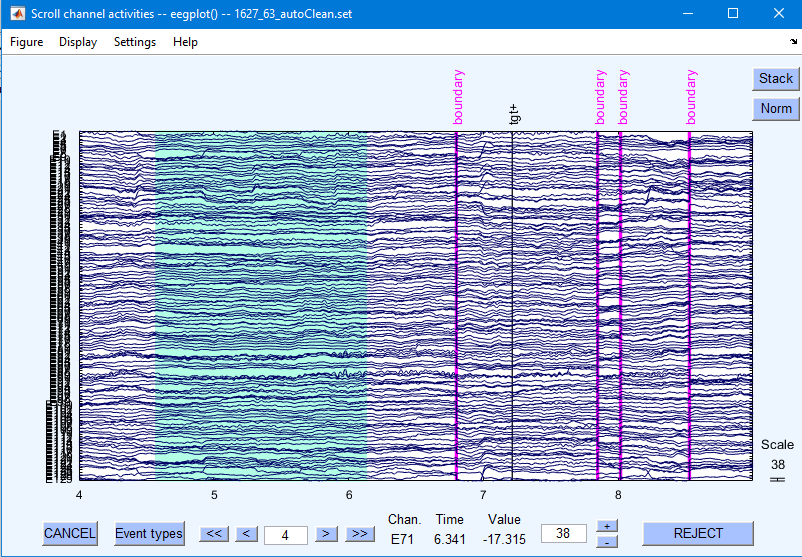 Scroll channel activities -- eegplot() -- 1627_63_autoClean.set
Figure Display Settings Help
boundary tgt+ boundary boundary boundary
Stack
Norm
Scale
38
4 5 6 7 8
Chan. Time Value
CANCEL Event types << < 4 > >> E71 6.341 -17.315 38 + - REJECT